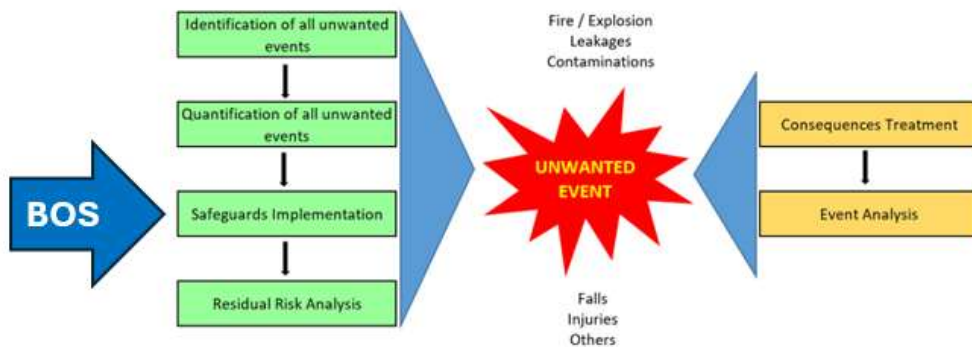 Identification of all unwanted
events
Quantification of all unwanted
events
BOS
Safeguards Implementation
Residual Risk Analysis
Fire / Explosion
Leakages
Contaminations
UNWANTED
EVENT
Falls
Injuries
Others
Consequences Treatment
Event Analysis